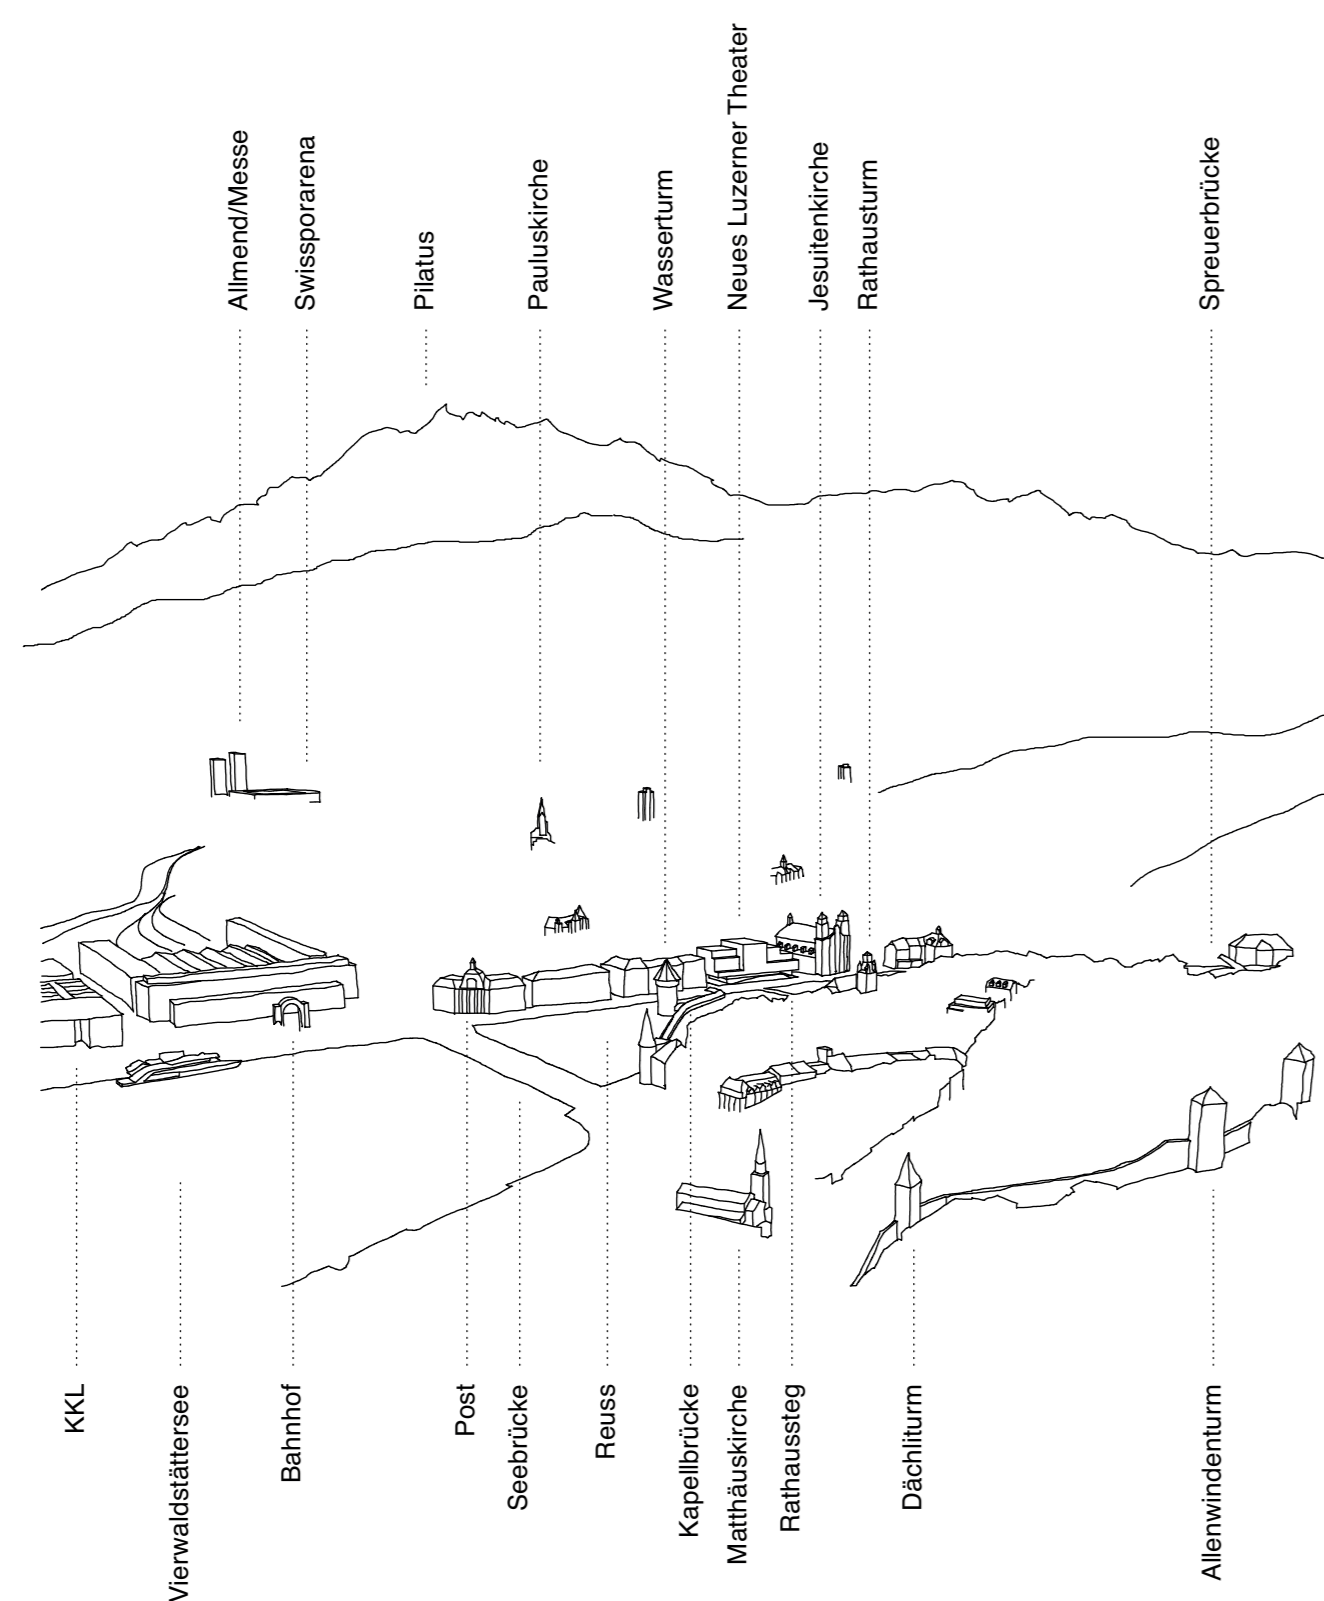 Allmend/Messe
Swissporarena
Pilatus
Pauluskirche
Wasserturm
Neues Luzerner Theater
Jesuitenkirche
Rathausturm
Spreuerbrücke
KKL
Vierwaldstättersee
Bahnhof
Post
Seebrücke
Reuss
Kapellbrücke
Matthäuskirche
Rathaussteg
Dächliturm
Allenwindenturm